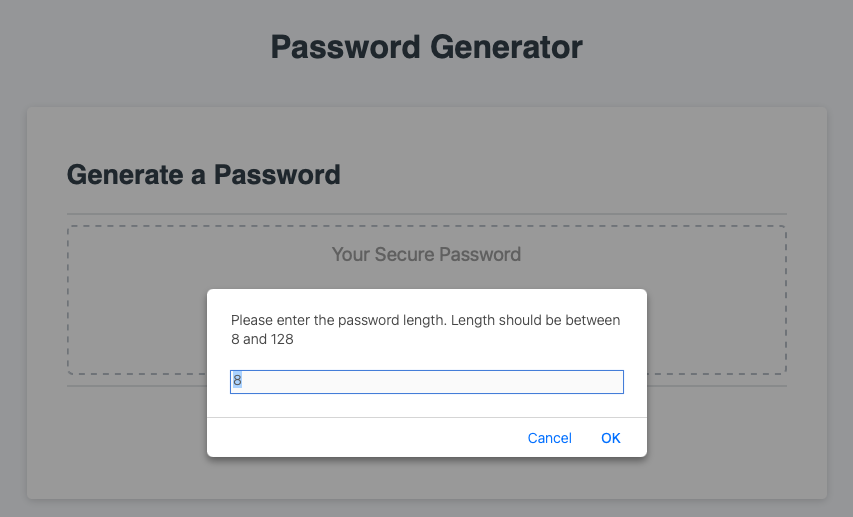 Password Generator
Generate a Password
Your Secure Password
Please enter the password length. Length should be between
8 and 128
8
Cancel OK